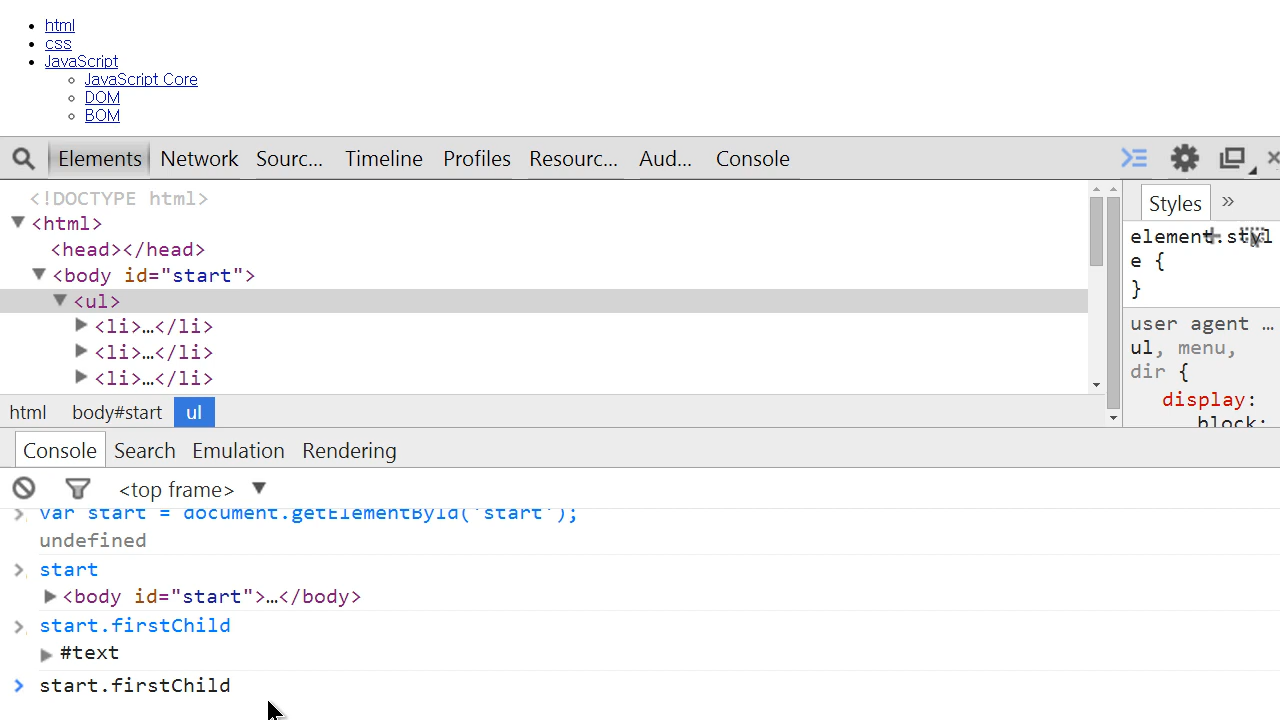 html
css
JavaScript
JavaScript Core
DOM
BOM
Elements Network Sourc... Timeline Profiles Resourc... Aud... Console
<!DOCTYPE html>
<html>
<head></head>
<body id="start">
<ul>
<li>…</li>
<li>…</li>
<li>…</li>
html body#start ul
Styles »
element.styl
e {
}
user agent …
ul, menu,
dir {
display:
block;
Console Search Emulation Rendering
<top frame>
var start = document.getElementById('start');
undefined
start
<body id="start">…</body>
start.firstChild
#text
start.firstChild